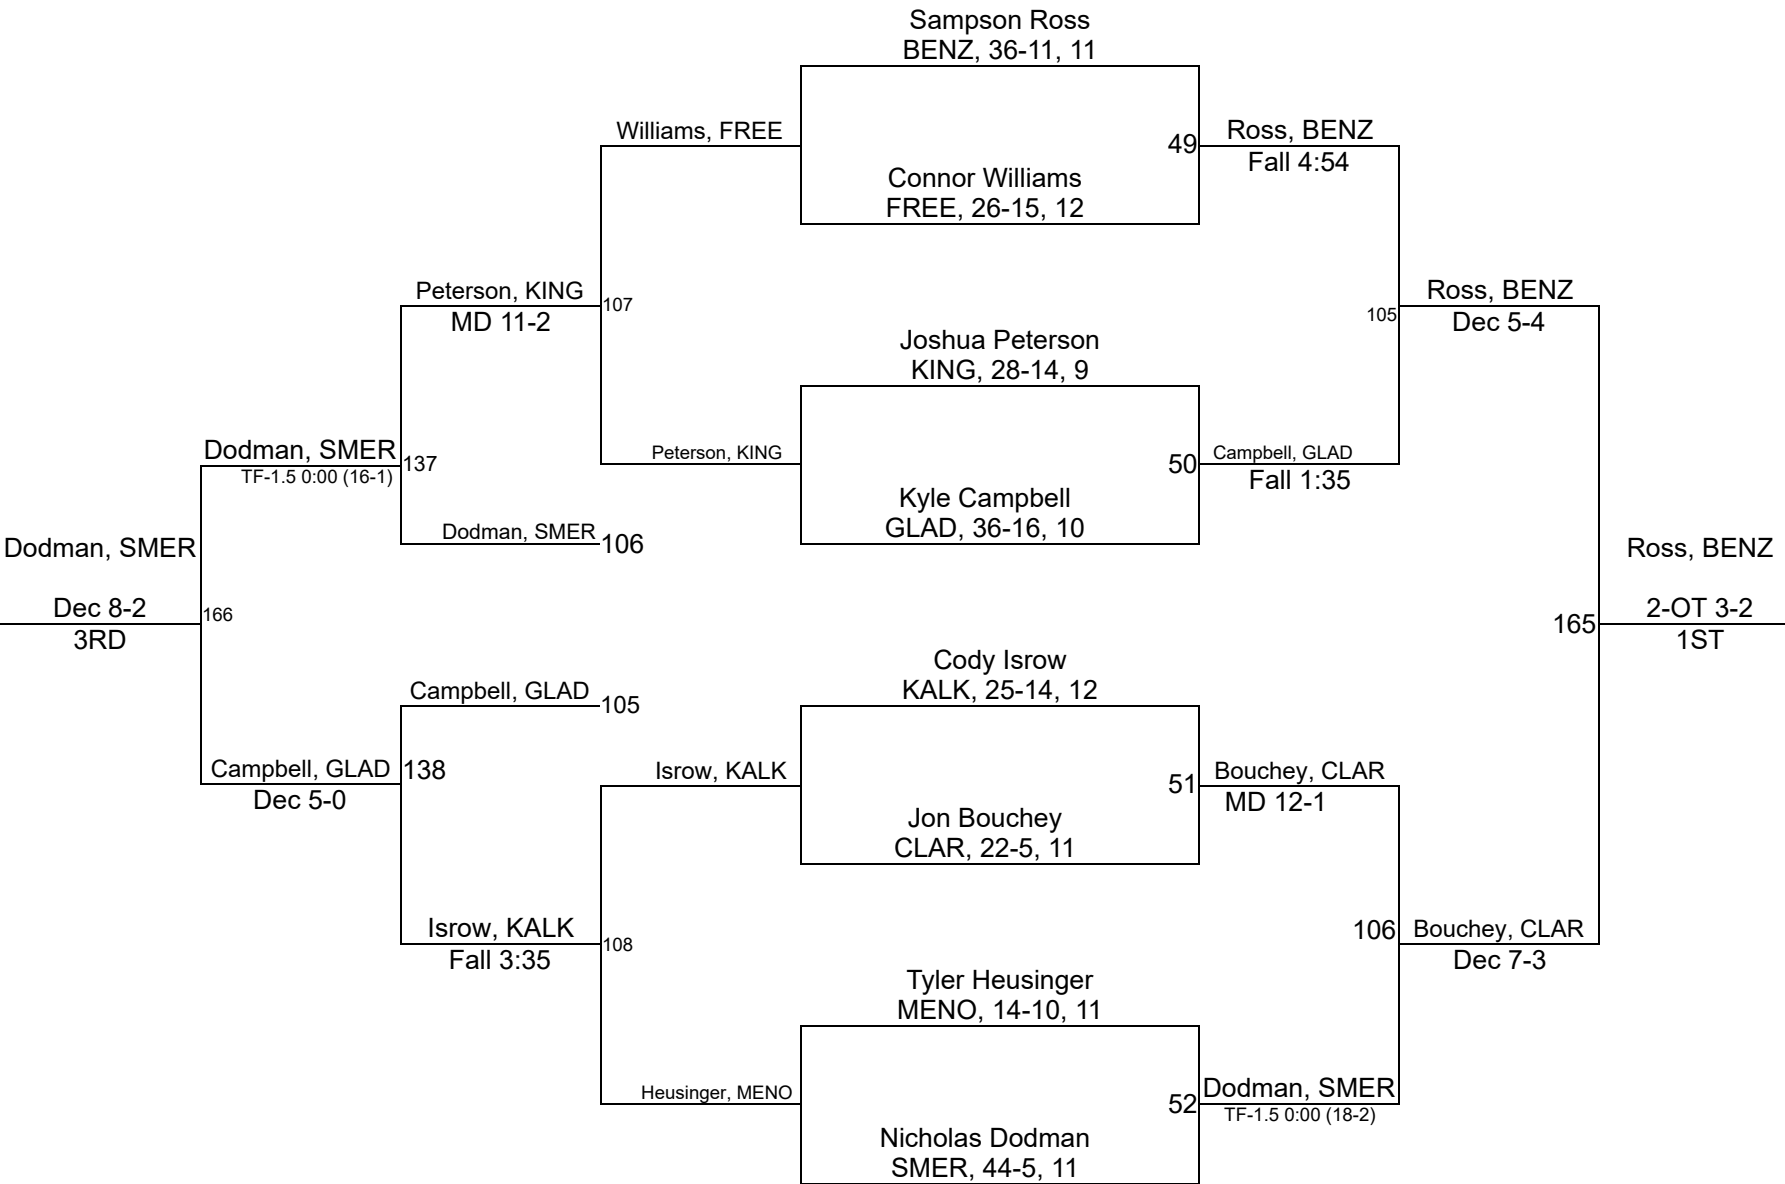 Sampson Ross
BENZ, 36-11, 11
Williams, FREE
49
Ross, BENZ
Fall 4:54
Connor Williams
FREE, 26-15, 12
Peterson, KING
MD 11-2
107
105
Ross, BENZ
Dec 5-4
Joshua Peterson
KING, 28-14, 9
Dodman, SMER
TF-1.5 0:00 (16-1)
137
Peterson, KING
50
Campbell, GLAD
Fall 1:35
Kyle Campbell
GLAD, 36-16, 10
Dodman, SMER
106
Dodman, SMER
Dec 8-2
3RD
166
Ross, BENZ
165
2-OT 3-2
1ST
Cody Isrow
KALK, 25-14, 12
Campbell, GLAD
105
Campbell, GLAD
Dec 5-0
138
Isrow, KALK
51
Bouchey, CLAR
MD 12-1
Jon Bouchey
CLAR, 22-5, 11
Isrow, KALK
Fall 3:35
108
106
Bouchey, CLAR
Dec 7-3
Tyler Heusinger
MENO, 14-10, 11
Heusinger, MENO
52
Dodman, SMER
TF-1.5 0:00 (18-2)
Nicholas Dodman
SMER, 44-5, 11